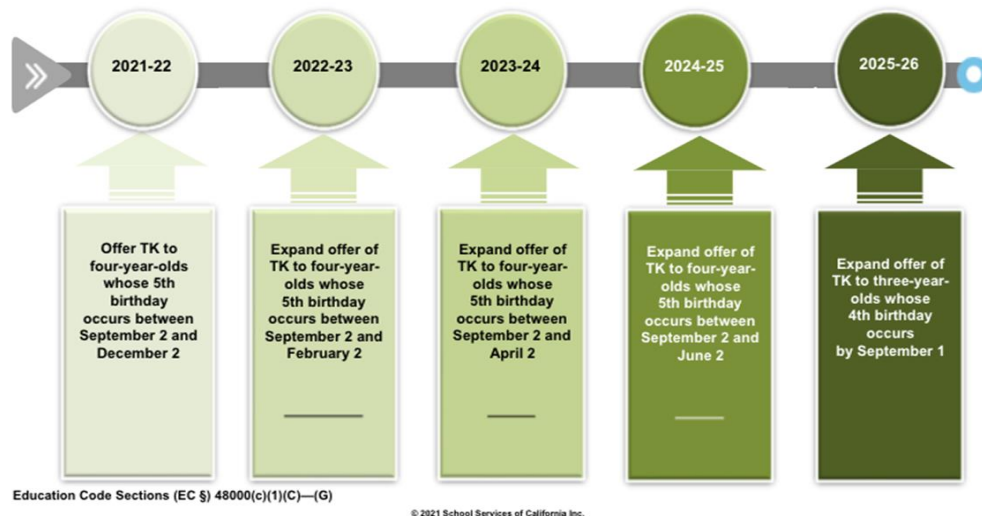 2021-22
2022-23
2023-24
2024-25
2025-26
Offer TK to
four-year-olds
whose 5th
birthday
occurs between
September 2 and
December 2
Expand offer of
TK to four-year-
olds whose
5th birthday
occurs between
September 2 and
February 2
Expand offer of
TK to four-year-
olds whose
5th birthday
occurs between
September 2 and
April 2
Expand offer of
TK to four-year-
olds whose
5th birthday
occurs between
September 2 and
June 2
Expand offer of
TK to three-year-
olds whose
4th birthday
occurs
by September 1
Education Code Sections (EC §) 48000(c)(1)(C)—(G)
© 2021 School Services of California Inc.